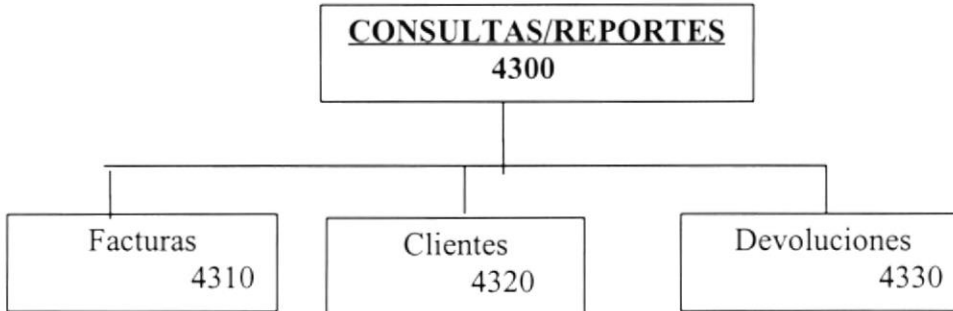 CONSULTAS/REPORTES
4300
Facturas
4310
Clientes
4320
Devoluciones
4330